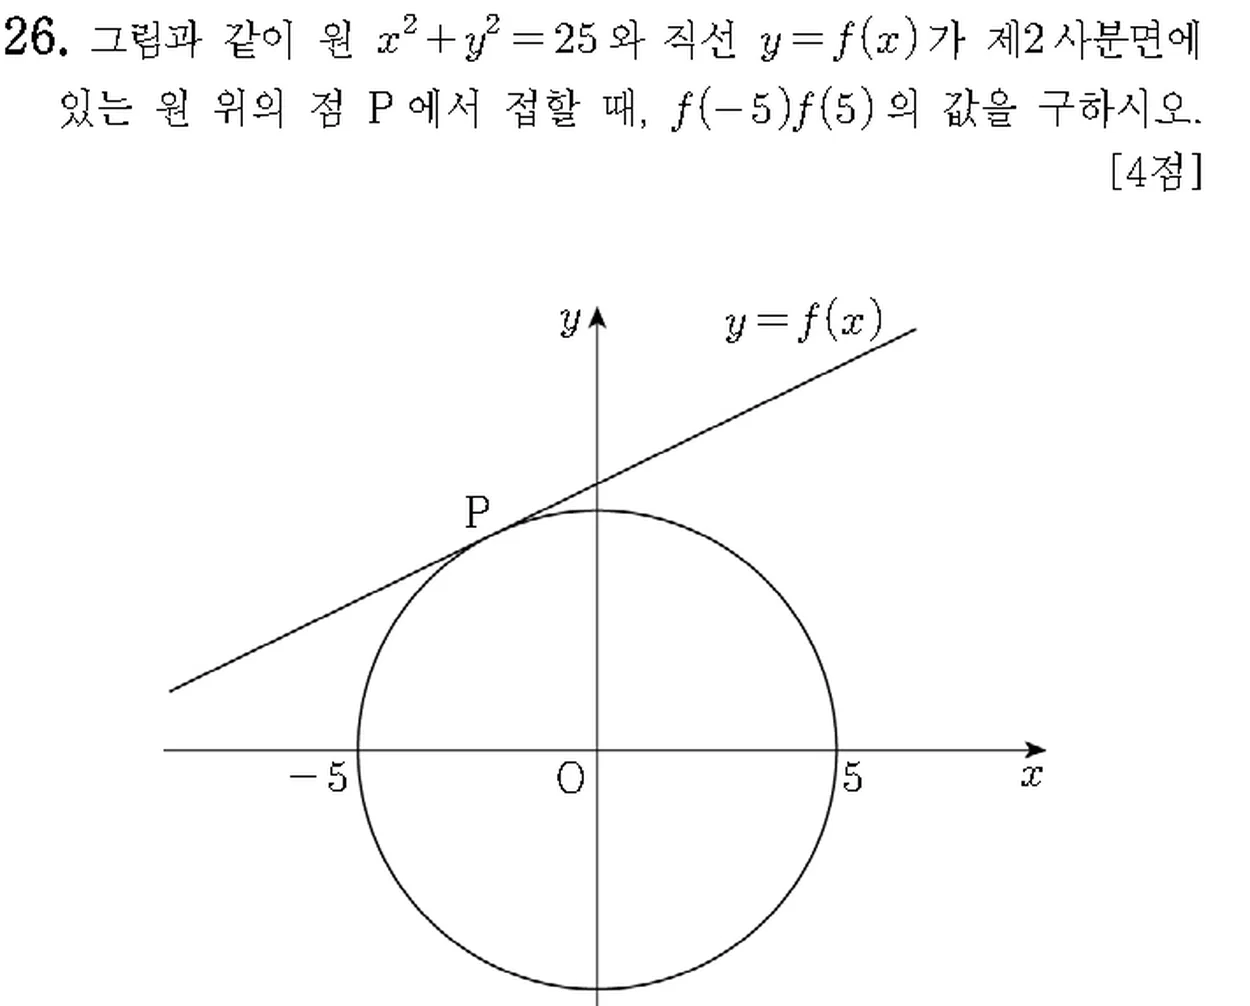 26. 그림과 같이 원 x²+y²=25와 직선 y=f(x)가 제2사분면에
있는 원 위의 점 P에서 접할 때, f(-5)f(5)의 값을 구하시오.
[4점]
y
y=f(x)
P
-5
O
5
x